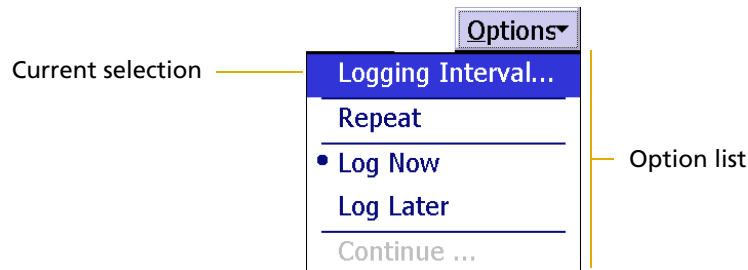 Options
Current selection
Logging Interval...
Repeat
Log Now
Option list
Log Later
Continue ...